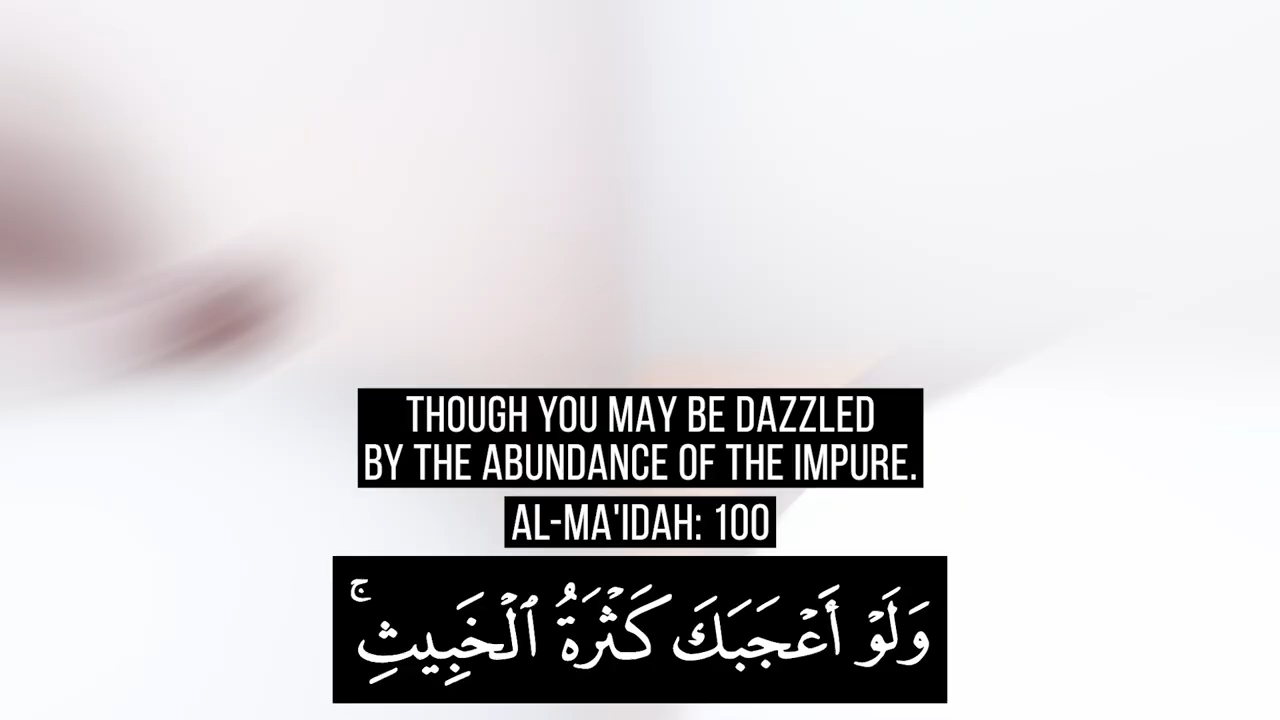 THOUGH YOU MAY BE DAZZLED
BY THE ABUNDANCE OF THE IMPURE.
AL-MA'IDAH: 100
وَلَوْ أَعْجَبَكَ كَثْرَةُ ٱلْخَبِيثِ ۚ